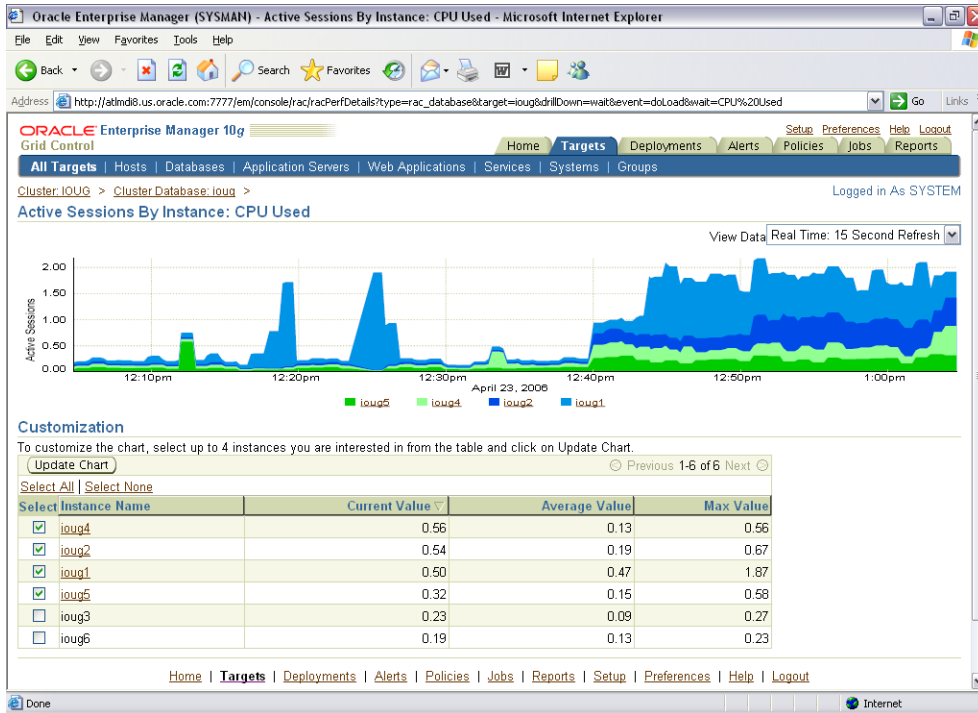 Oracle Enterprise Manager (SYSMAN) - Active Sessions By Instance: CPU Used - Microsoft Internet Explorer
File Edit View Favorites Tools Help
Back Search Favorites
Address http://atlmdi8.us.oracle.com:7777/em/console/rac/racPerfDetails?type=rac_database&target=ioug&drillDown=wait&event=doLoad&wait=CPU%20Used Go Links
ORACLE Enterprise Manager 10g
Setup Preferences Help Logout
Grid Control
Home Targets Deployments Alerts Policies Jobs Reports
All Targets | Hosts | Databases | Application Servers | Web Applications | Services | Systems | Groups
Cluster: IOUG > Cluster Database: ioug >
Logged in As SYSTEM
Active Sessions By Instance: CPU Used
View Data Real Time: 15 Second Refresh
Active Sessions
2.00
1.50
1.00
0.50
0.00
12:10pm 12:20pm 12:30pm 12:40pm 12:50pm 1:00pm
April 23, 2006
ioug5 ioug4 ioug2 ioug1
Customization
To customize the chart, select up to 4 instances you are interested in from the table and click on Update Chart.
Update Chart Previous 1-6 of 6 Next
Select All | Select None
Select Instance Name Current Value Average Value Max Value
ioug4 0.56 0.13 0.56
ioug2 0.54 0.19 0.67
ioug1 0.50 0.47 1.87
ioug5 0.32 0.15 0.58
ioug3 0.23 0.09 0.27
ioug6 0.19 0.13 0.23
Home | Targets | Deployments | Alerts | Policies | Jobs | Reports | Setup | Preferences | Help | Logout
Done Internet